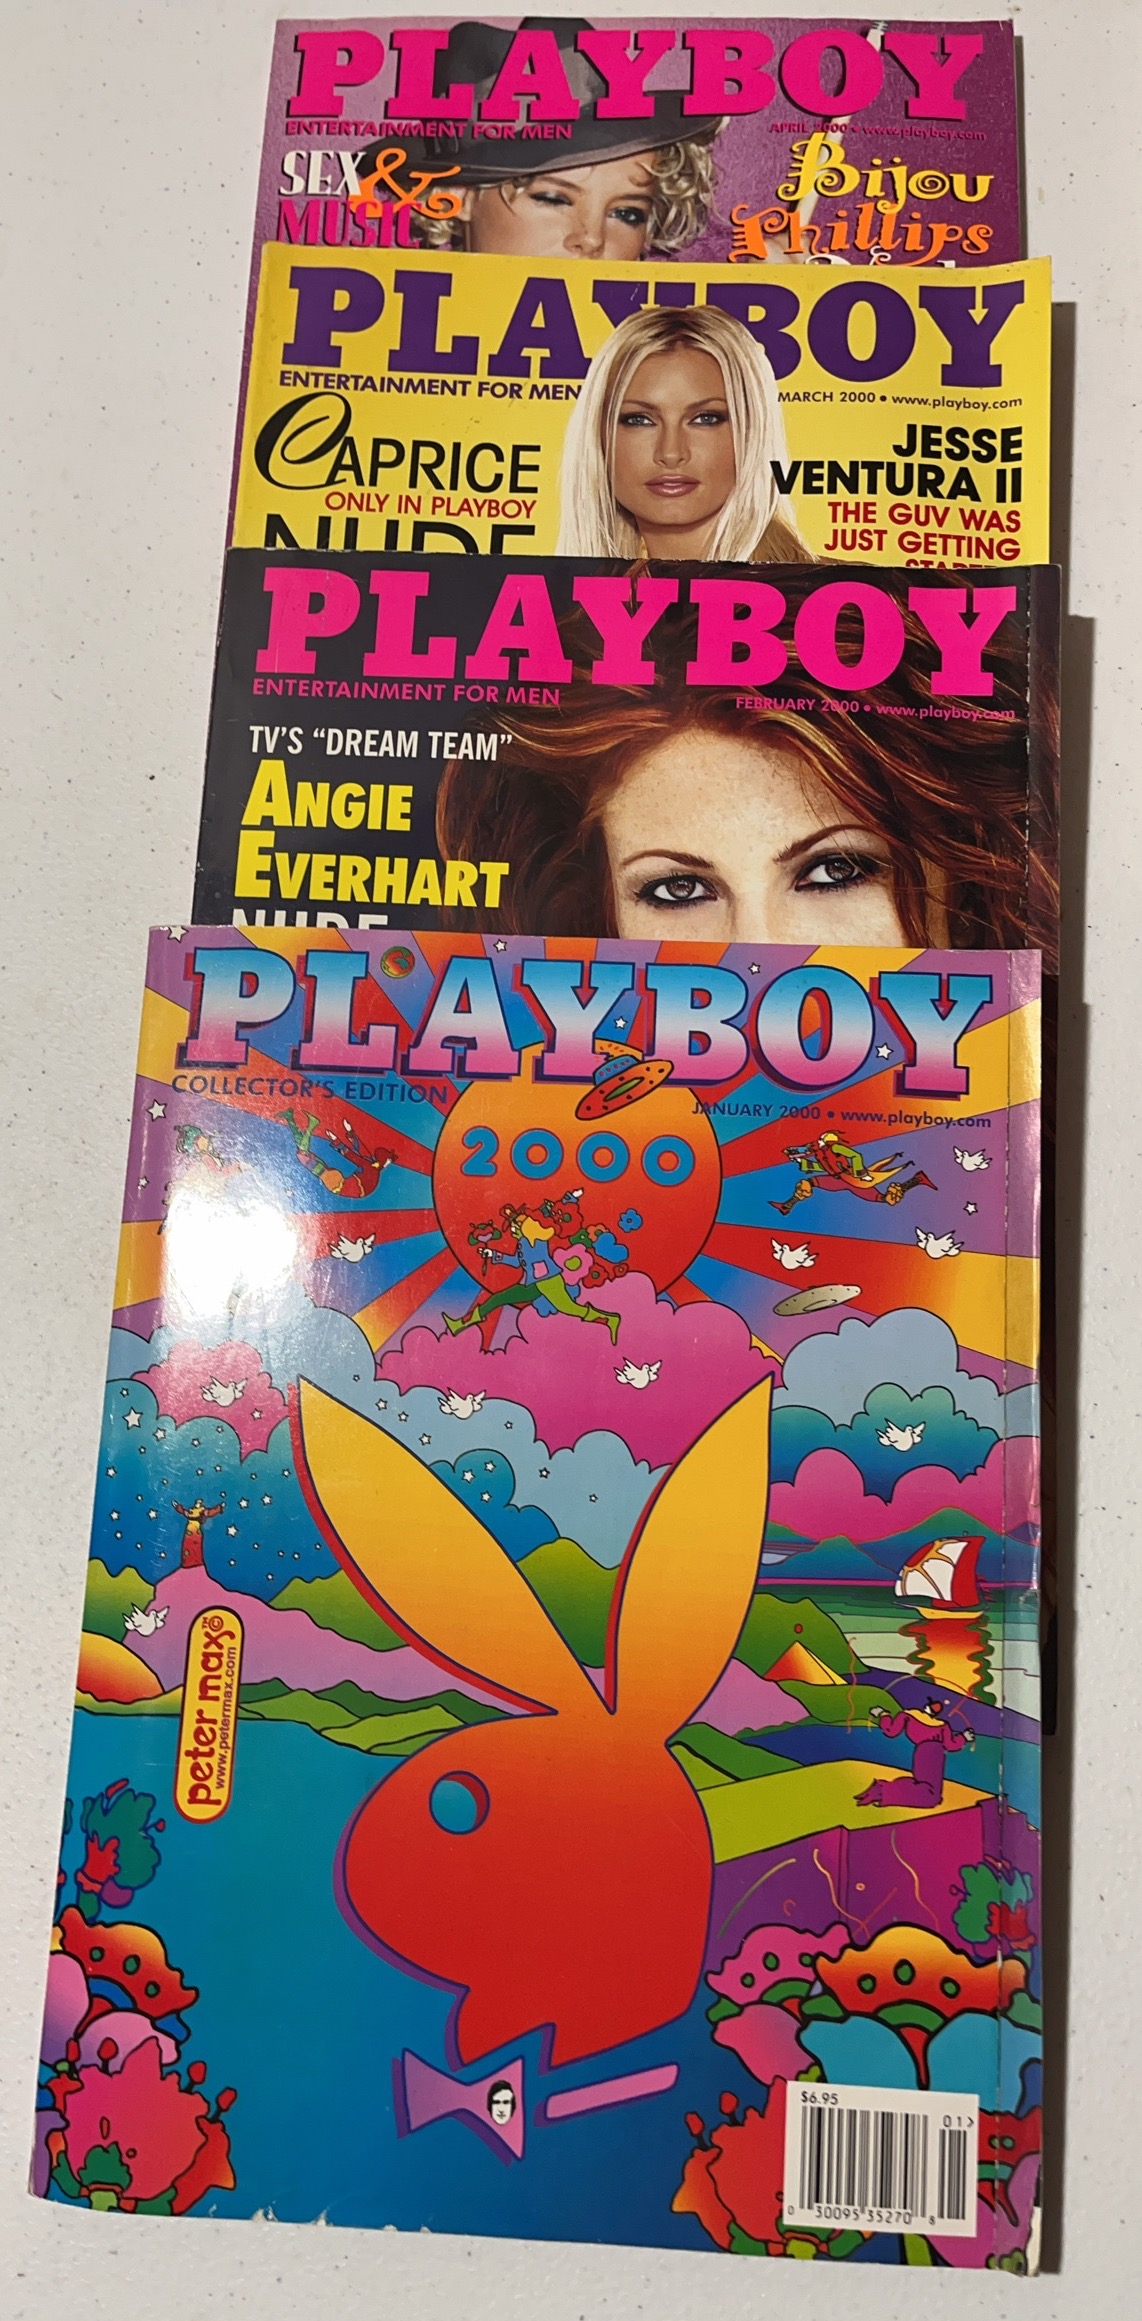 PLAYBOY
ENTERTAINMENT FOR MEN
APRIL 2000 • www.playboy.com
SEX &
MUSIC
Bijou
Phillips
PLAYBOY
ENTERTAINMENT FOR MEN
MARCH 2000 • www.playboy.com
CAPRICE
ONLY IN PLAYBOY
NUDE
JESSE
VENTURA II
THE GUV WAS
JUST GETTING
PLAYBOY
ENTERTAINMENT FOR MEN
FEBRUARY 2000 • www.playboy.com
TV'S "DREAM TEAM"
ANGIE
EVERHART
NUDE
PLAYBOY
COLLECTOR'S EDITION
JANUARY 2000 • www.playboy.com
2000
peter max™©
www.petermax.com
$6.95
01>
0 30095 35270 8